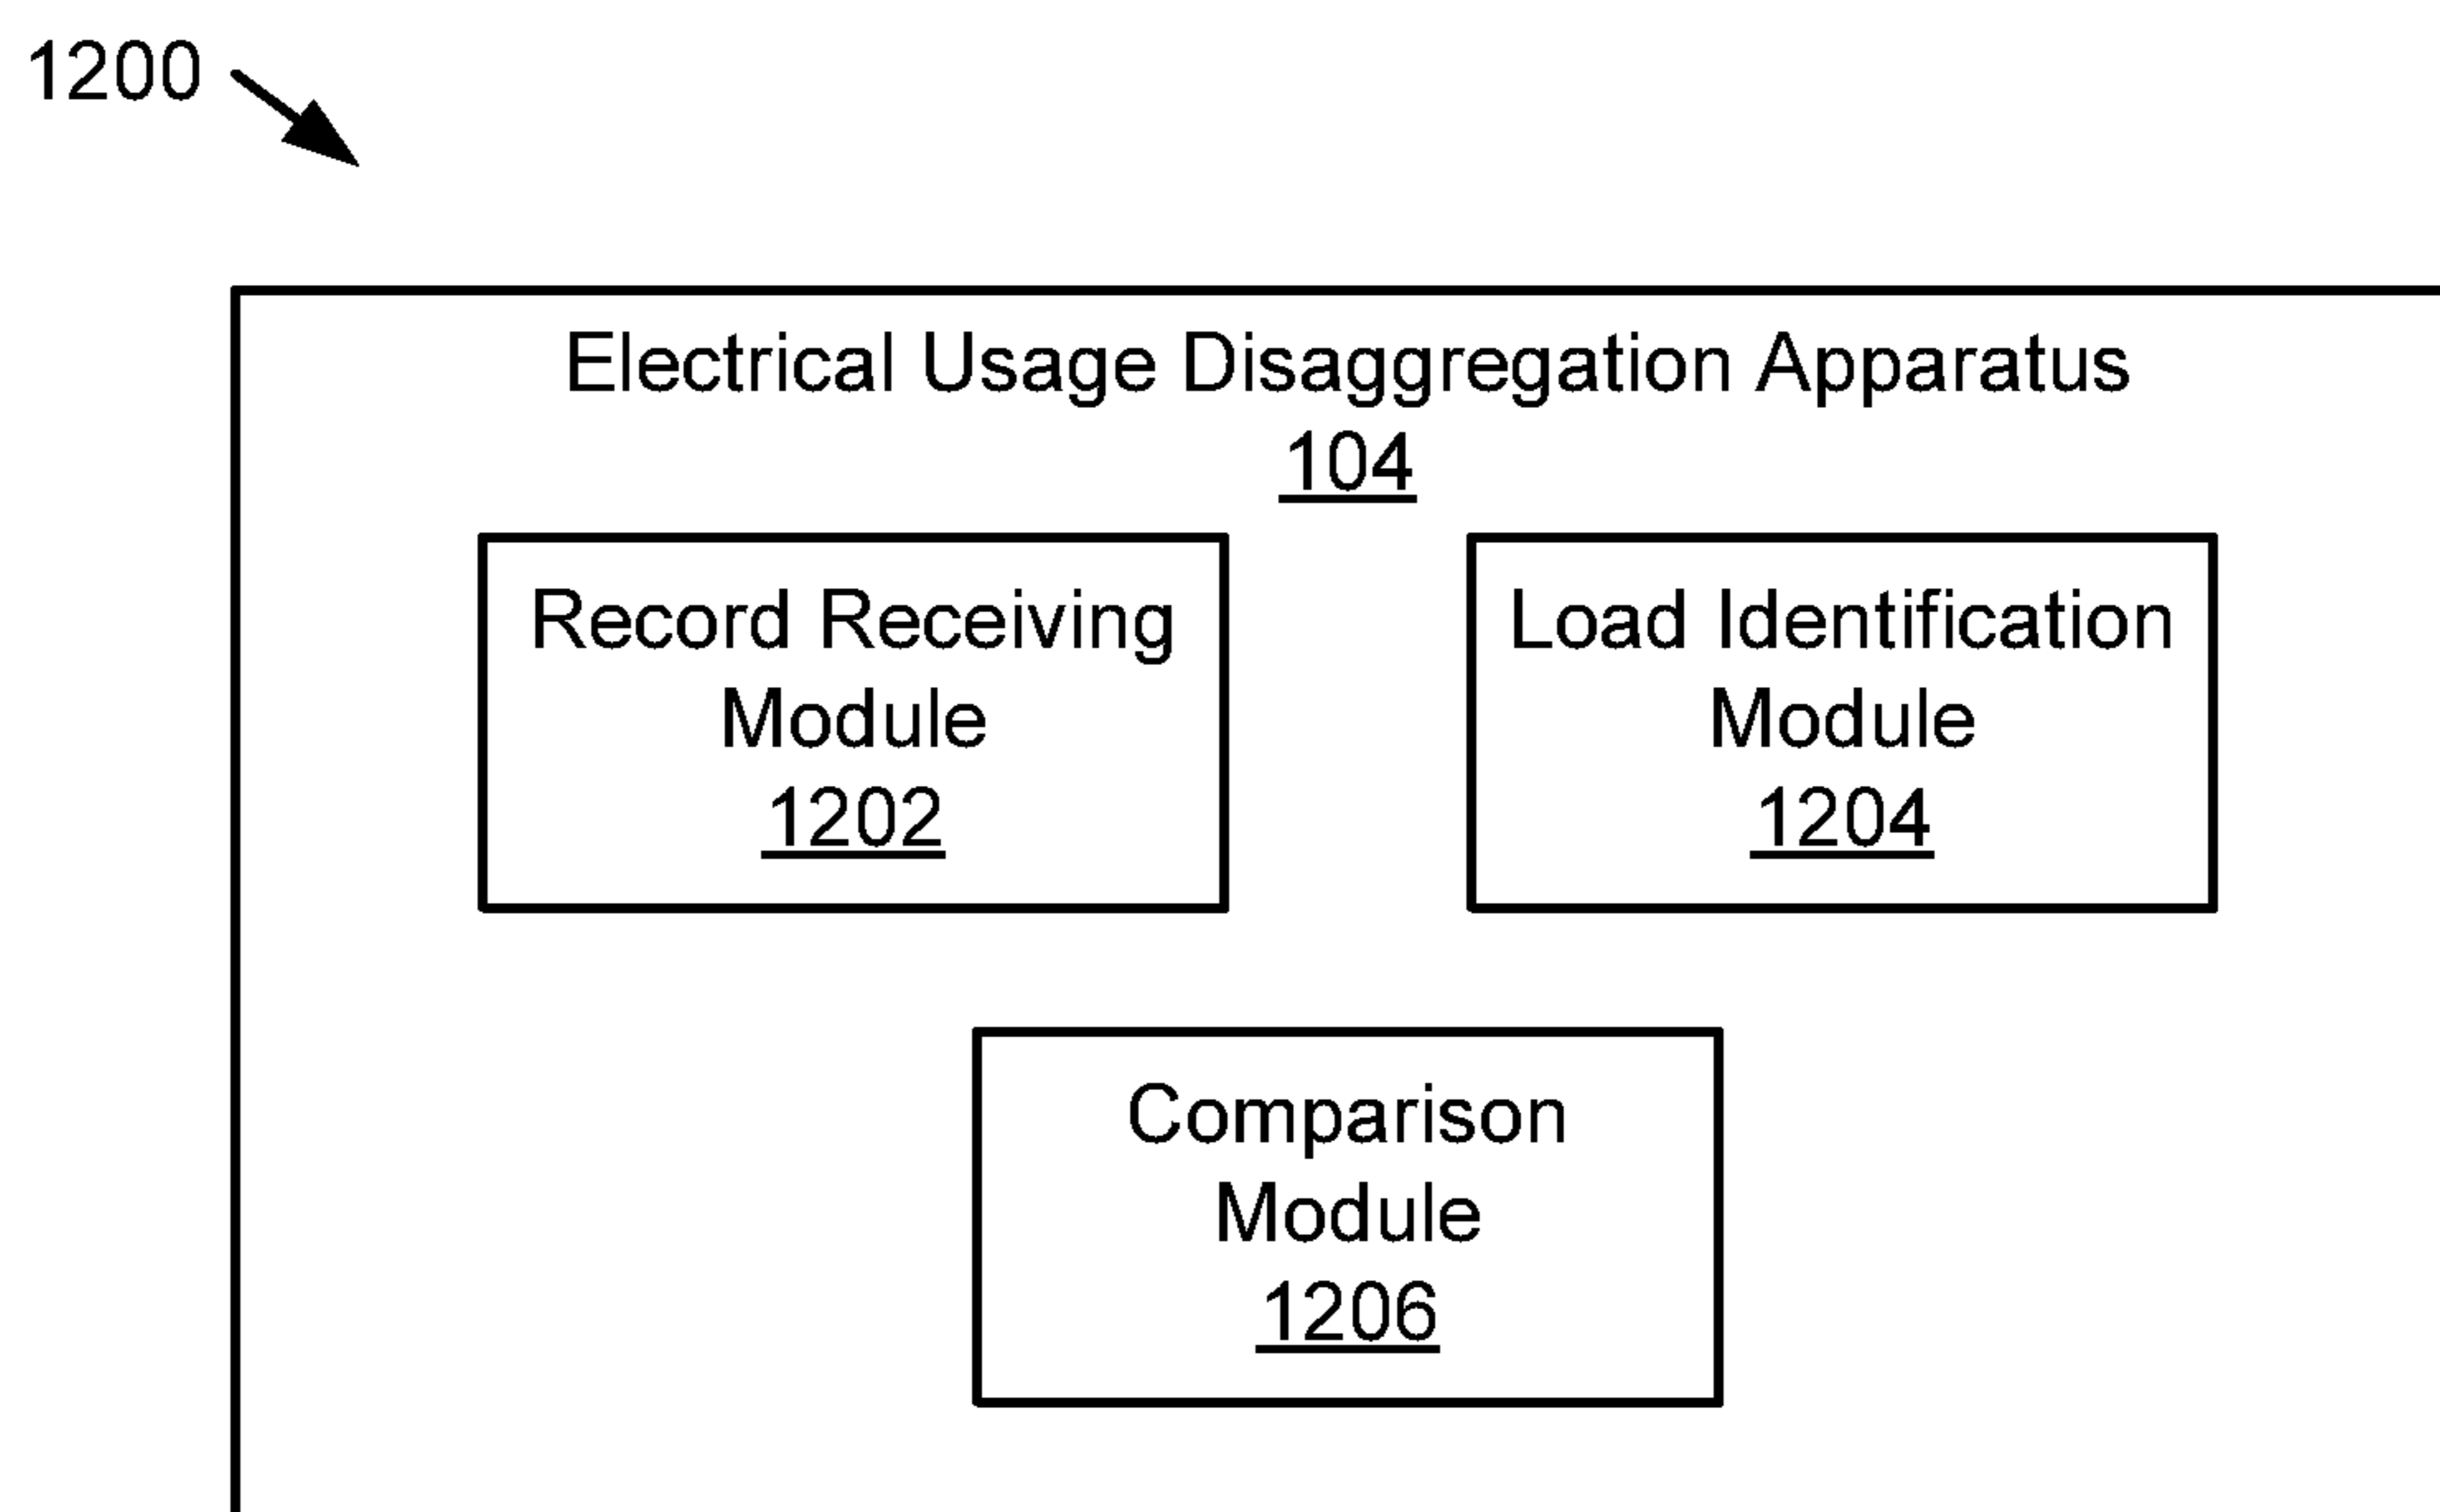 1200
Electrical Usage Disaggregation Apparatus
104
Record Receiving
Module
1202
Load Identification
Module
1204
Comparison
Module
1206